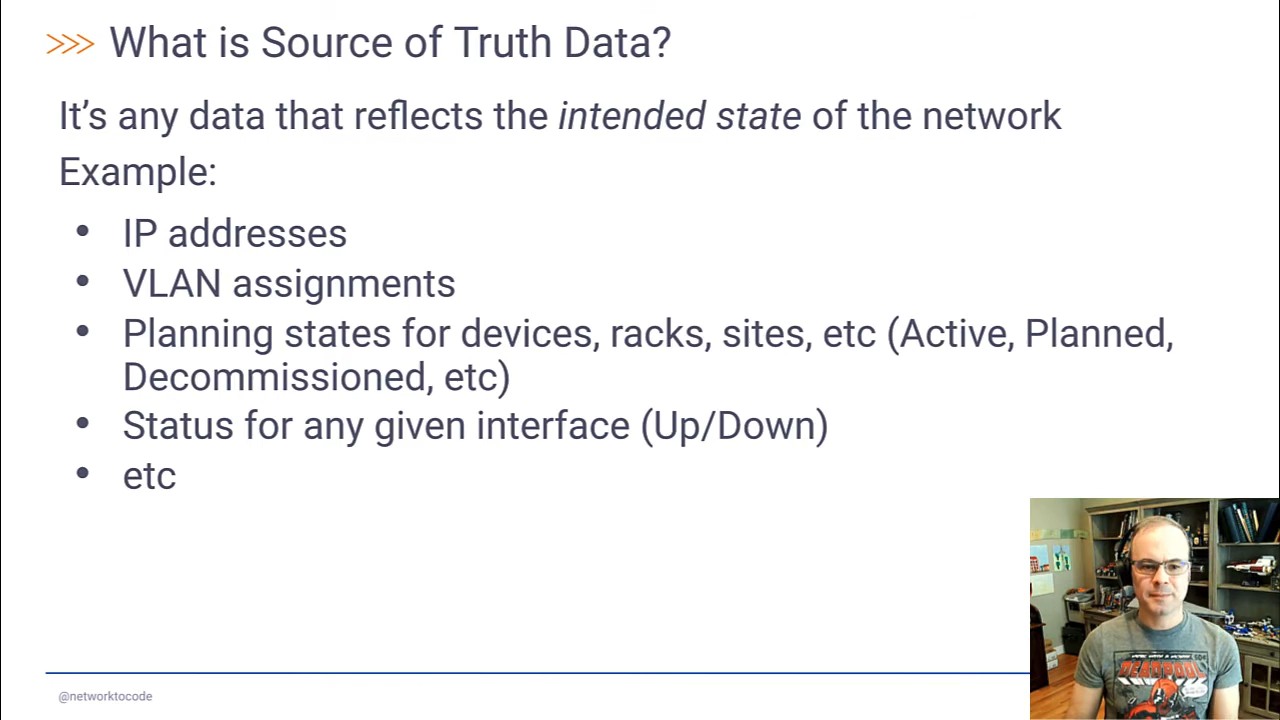 >>> What is Source of Truth Data?
It’s any data that reflects the intended state of the network
Example:
• IP addresses
• VLAN assignments
• Planning states for devices, racks, sites, etc (Active, Planned,
Decommissioned, etc)
• Status for any given interface (Up/Down)
• etc
DEADPOOL
@networktocode